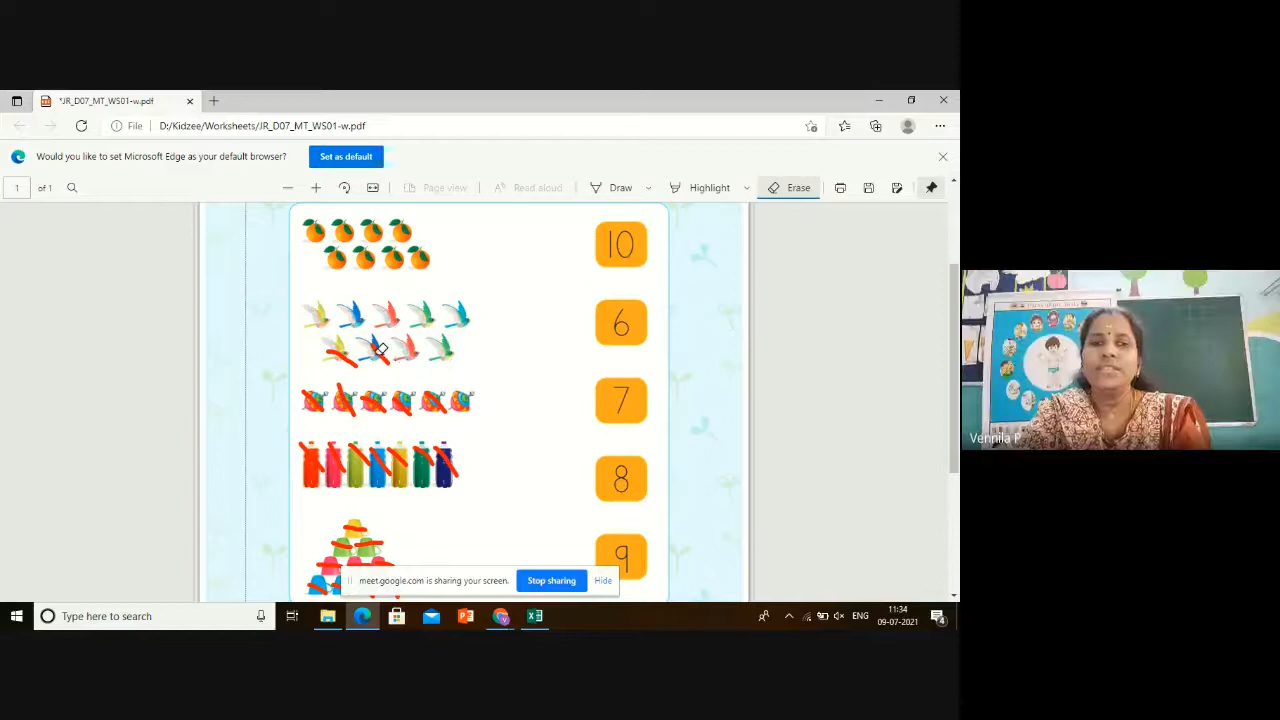 *JR_D07_MT_WS01-w.pdf
File D:/Kidzee/Worksheets/JR_D07_MT_WS01-w.pdf
Would you like to set Microsoft Edge as your default browser? Set as default
1 of 1 Page view Read aloud Draw Highlight Erase
10
6
7
8
9
meet.google.com is sharing your screen. Stop sharing Hide
Vennila P
Type here to search
ENG
11:34
09-07-2021
4